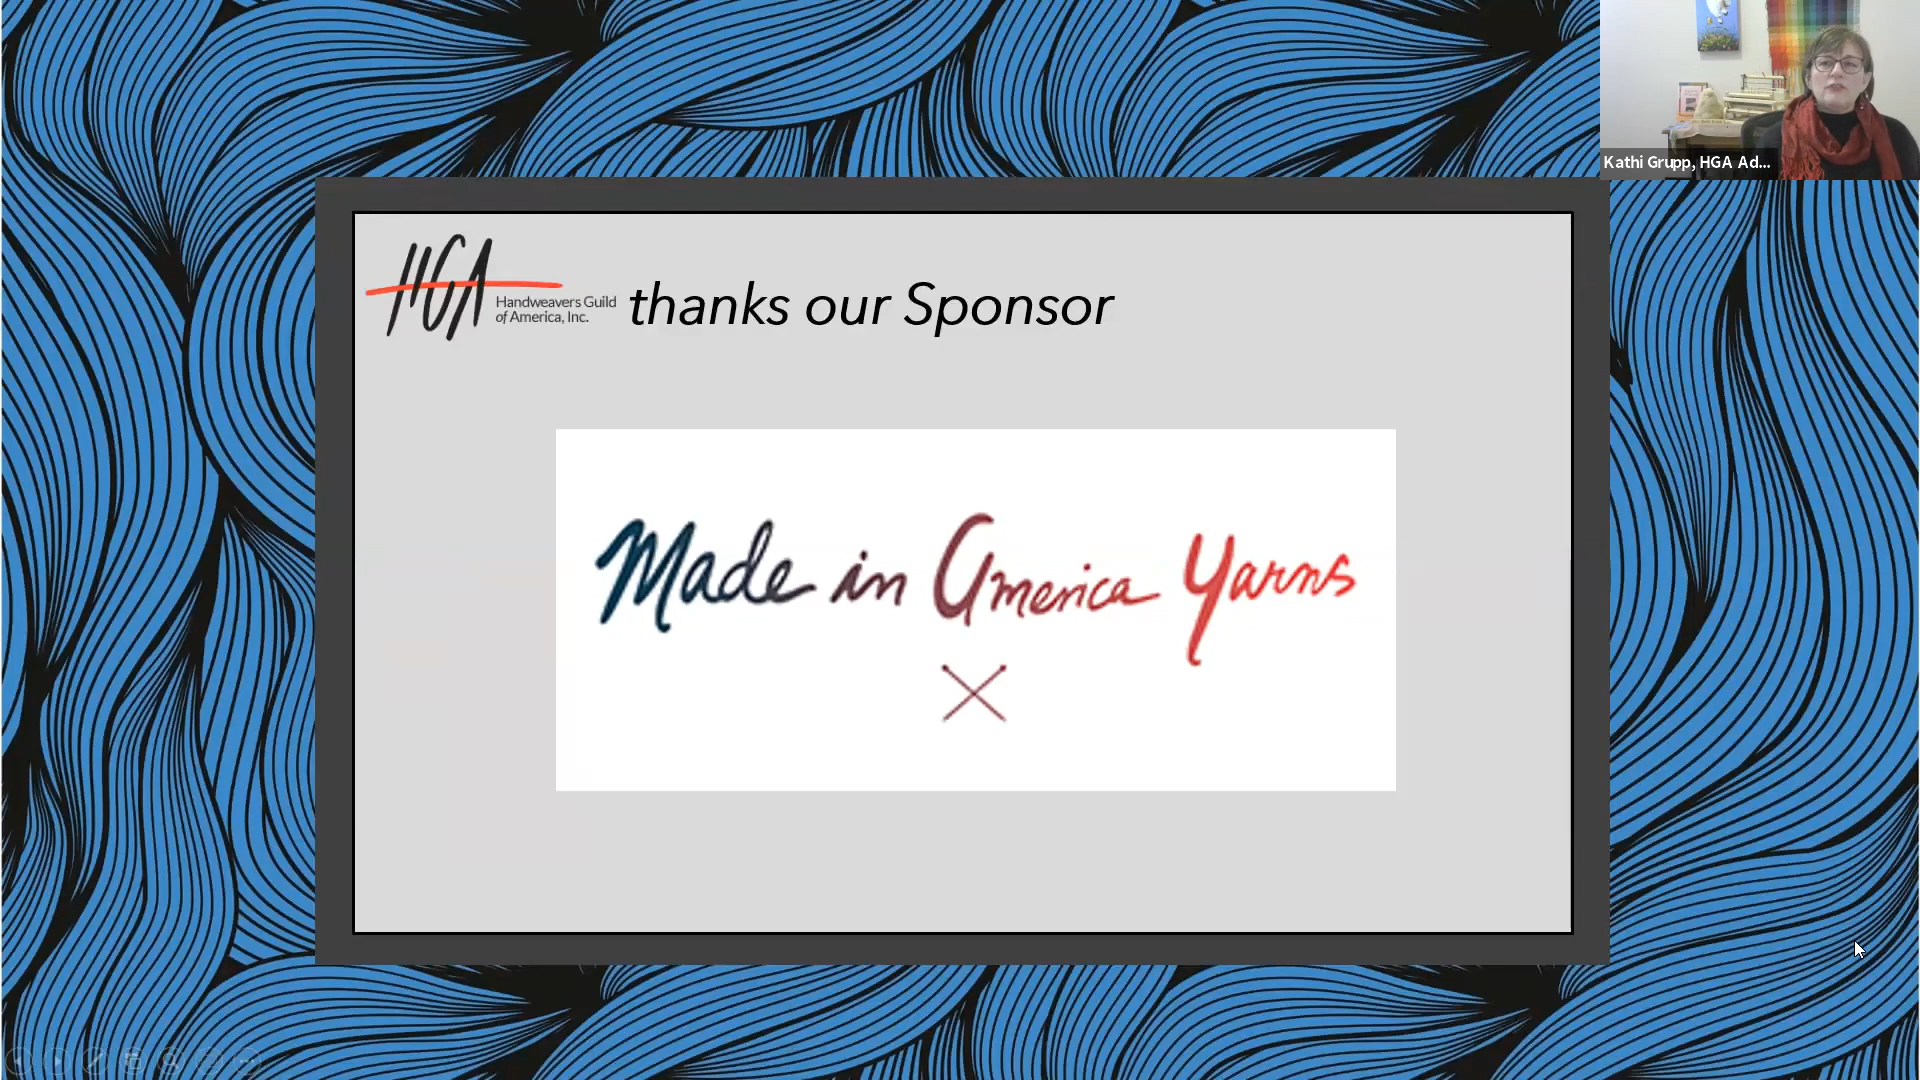 Kathi Grupp, HGA Ad...
HGA
Handweavers Guild
of America, Inc.
thanks our Sponsor
Made in America Yarns